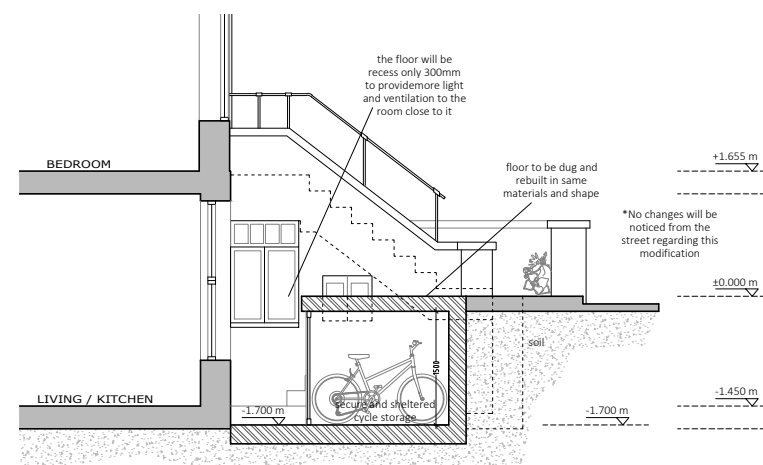 the floor will be
recess only 300mm
to providemore light
and ventilation to the
room close to it
BEDROOM
floor to be dug and
rebuilt in same
materials and shape
+1.655 m
*No changes will be
noticed from the
street regarding this
modification
±0.000 m
soil
1500
LIVING / KITCHEN
-1.700 m
secure and sheltered
cycle storage
-1.700 m
-1.450 m